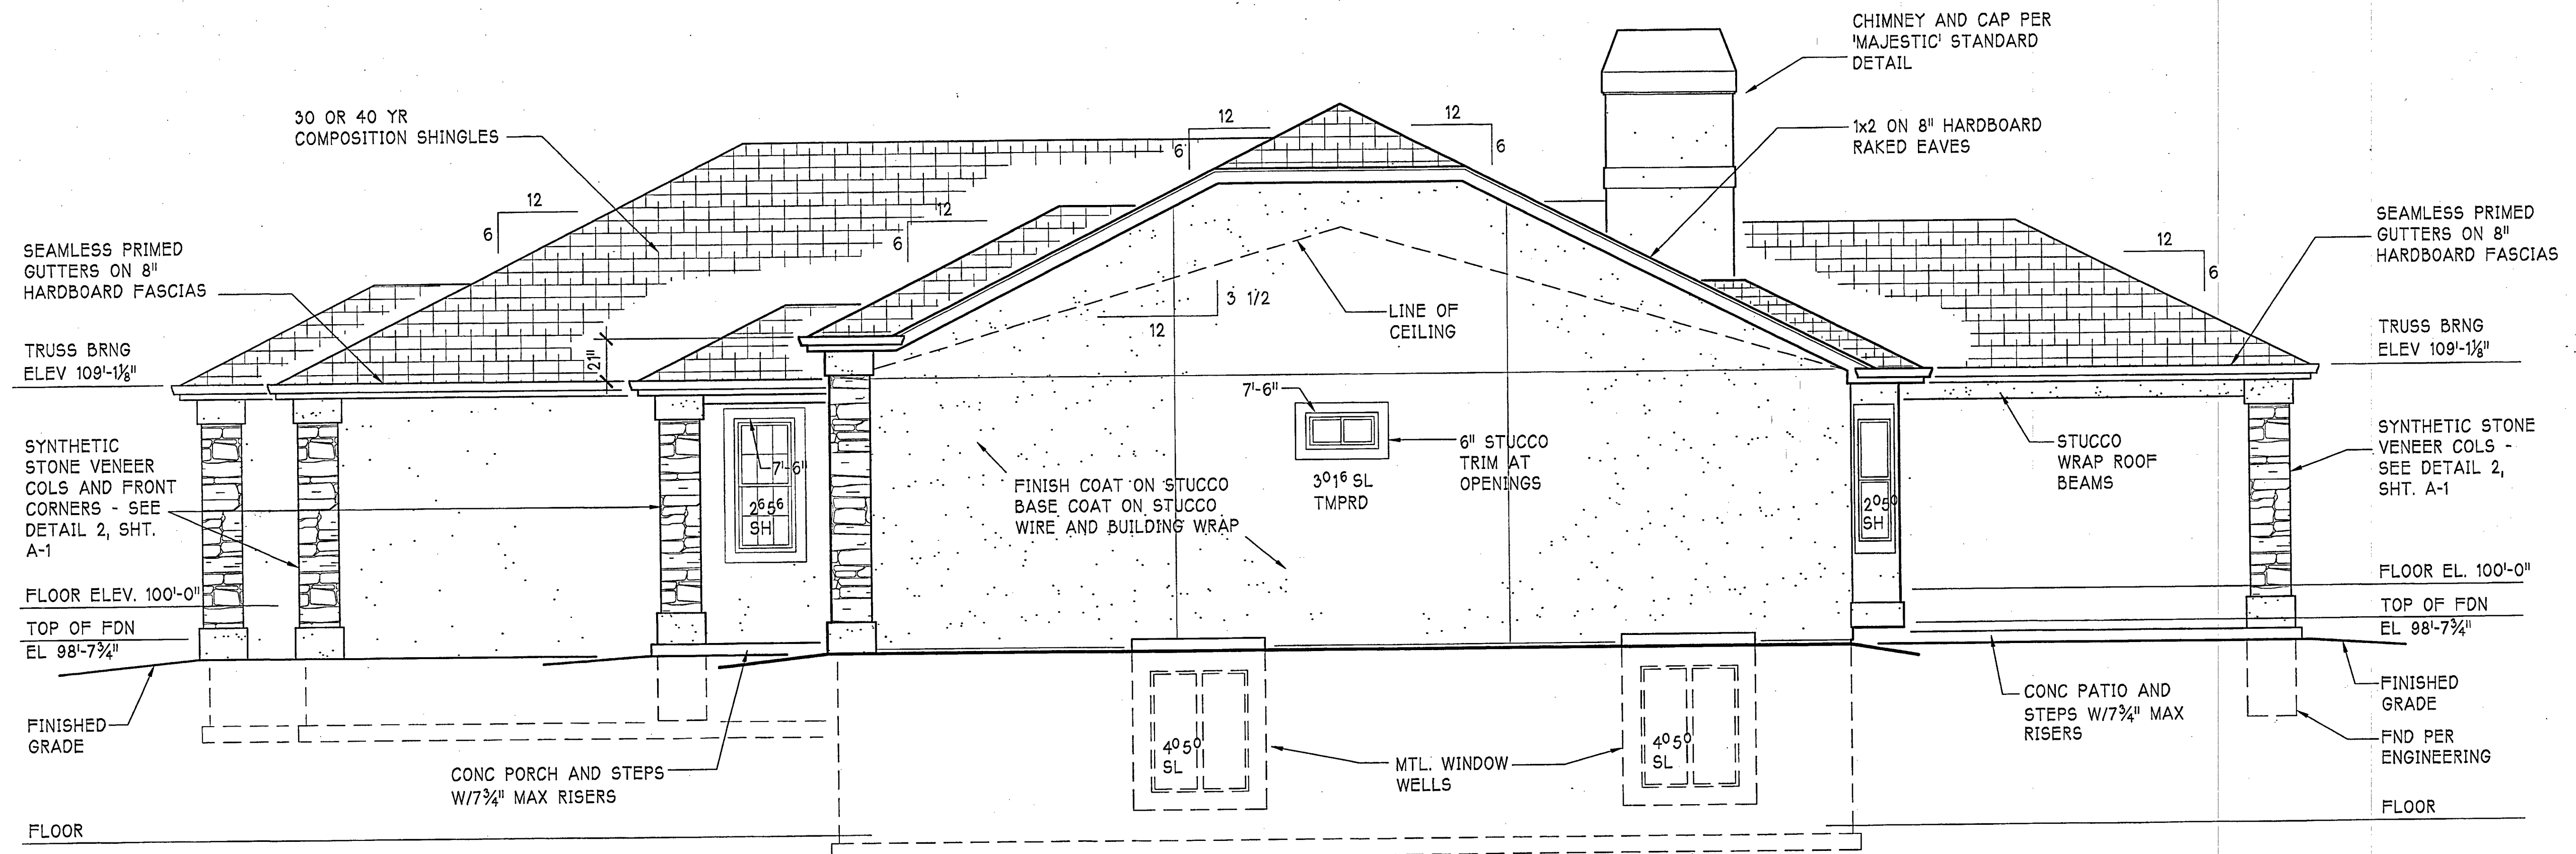 CHIMNEY AND CAP PER
'MAJESTIC' STANDARD
DETAIL
30 OR 40 YR
COMPOSITION SHINGLES
12
6
12
6
1x2 ON 8" HARDBOARD
RAKED EAVES
12
6
12
6
SEAMLESS PRIMED
GUTTERS ON 8"
HARDBOARD FASCIAS
SEAMLESS PRIMED
GUTTERS ON 8"
HARDBOARD FASCIAS
12
6
3 1/2
12
LINE OF
CEILING
TRUSS BRNG
ELEV 109'-1⅛"
21"
TRUSS BRNG
ELEV 109'-1⅛"
7'-6"
SYNTHETIC
STONE VENEER
COLS AND FRONT
CORNERS - SEE
DETAIL 2, SHT.
A-1
7'-6"
2⁶5⁶
SH
FINISH COAT ON STUCCO
BASE COAT ON STUCCO
WIRE AND BUILDING WRAP
3⁰1⁶ SL
TMPRD
6" STUCCO
TRIM AT
OPENINGS
2⁰5⁰
SH
STUCCO
WRAP ROOF
BEAMS
SYNTHETIC STONE
VENEER COLS -
SEE DETAIL 2,
SHT. A-1
FLOOR ELEV. 100'-0"
TOP OF FDN
EL 98'-7¾"
FLOOR EL. 100'-0"
TOP OF FDN
EL 98'-7¾"
FINISHED
GRADE
CONC PORCH AND STEPS
W/7¾" MAX RISERS
4⁰5⁰
SL
MTL. WINDOW
WELLS
4⁰5⁰
SL
CONC PATIO AND
STEPS W/7¾" MAX
RISERS
FINISHED
GRADE
FND PER
ENGINEERING
FLOOR
FLOOR